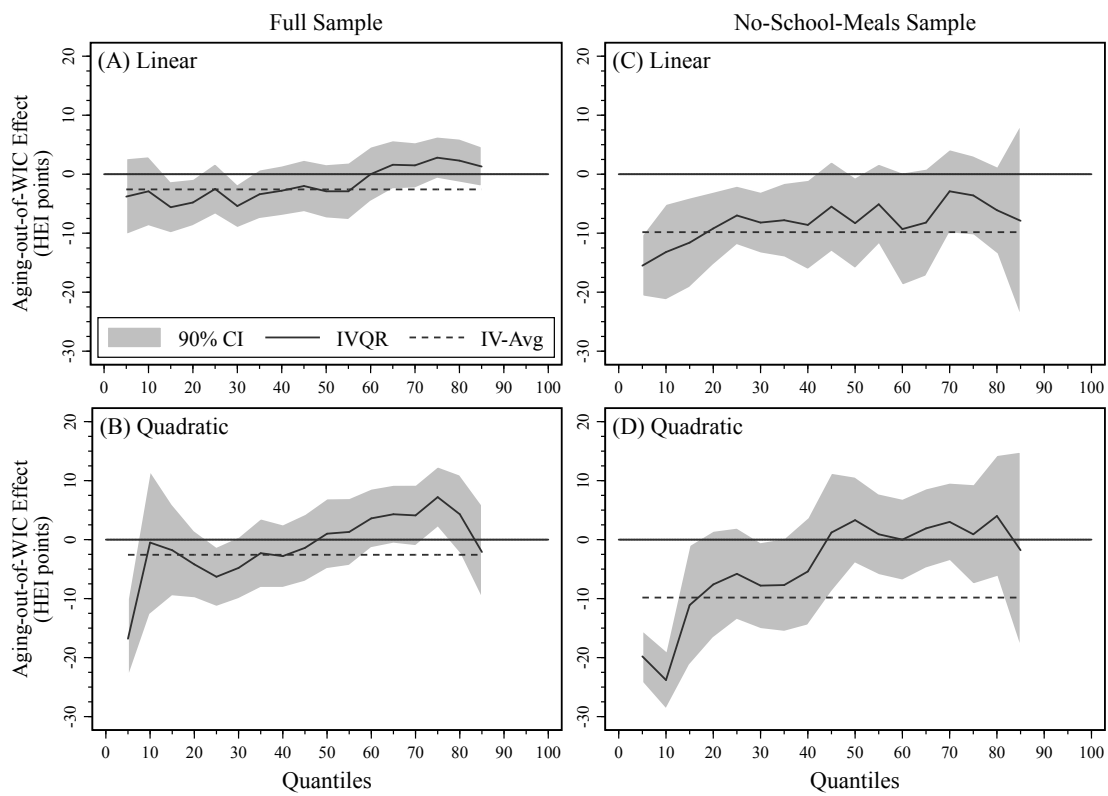 Full Sample
No-School-Meals Sample
(A) Linear
Aging-out-of-WIC Effect
(HEI points)
20
10
0
-10
-20
-30
90% CI IVQR IV-Avg
0 10 20 30 40 50 60 70 80 90 100
(C) Linear
20
10
0
-10
-20
-30
0 10 20 30 40 50 60 70 80 90 100
(B) Quadratic
Aging-out-of-WIC Effect
(HEI points)
20
10
0
-10
-20
-30
0 10 20 30 40 50 60 70 80 90 100
Quantiles
(D) Quadratic
20
10
0
-10
-20
-30
0 10 20 30 40 50 60 70 80 90 100
Quantiles